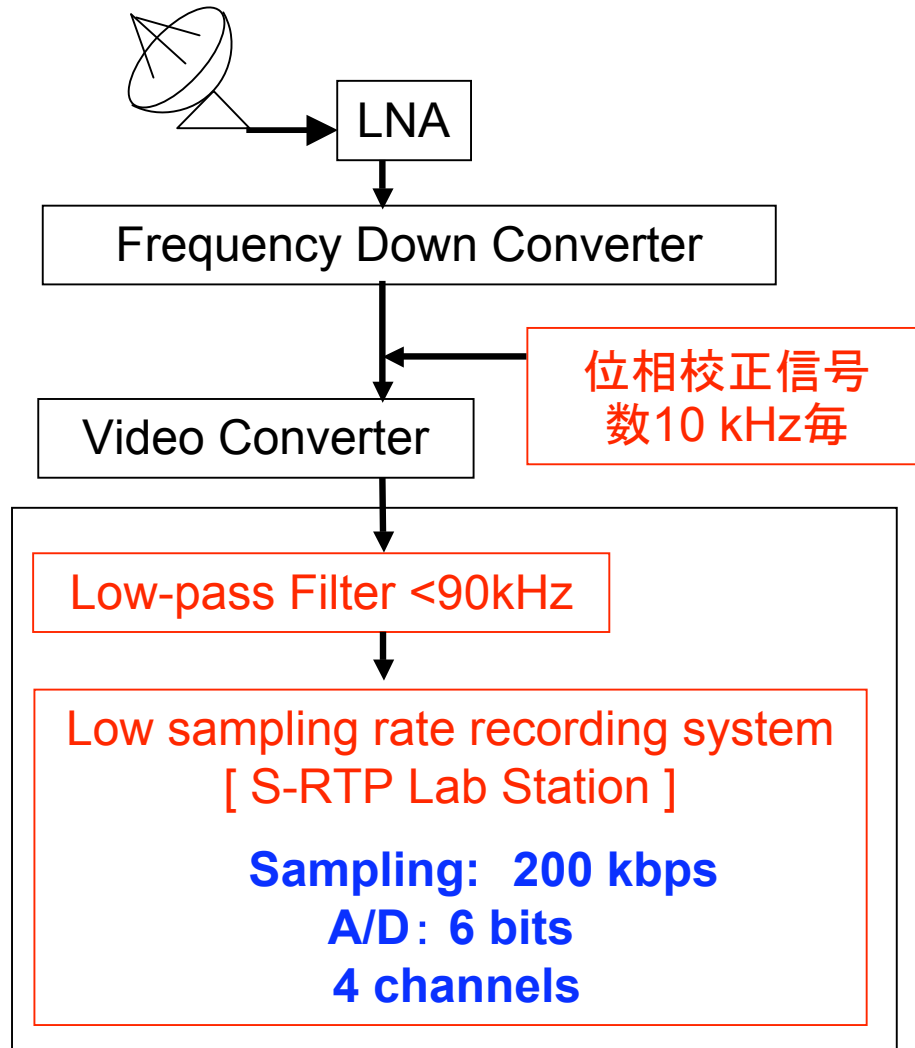 LNA
Frequency Down Converter
位相校正信号
数10 kHz毎
Video Converter
Low-pass Filter <90kHz
Low sampling rate recording system
[ S-RTP Lab Station ]
Sampling: 200 kbps
A/D： 6 bits
4 channels